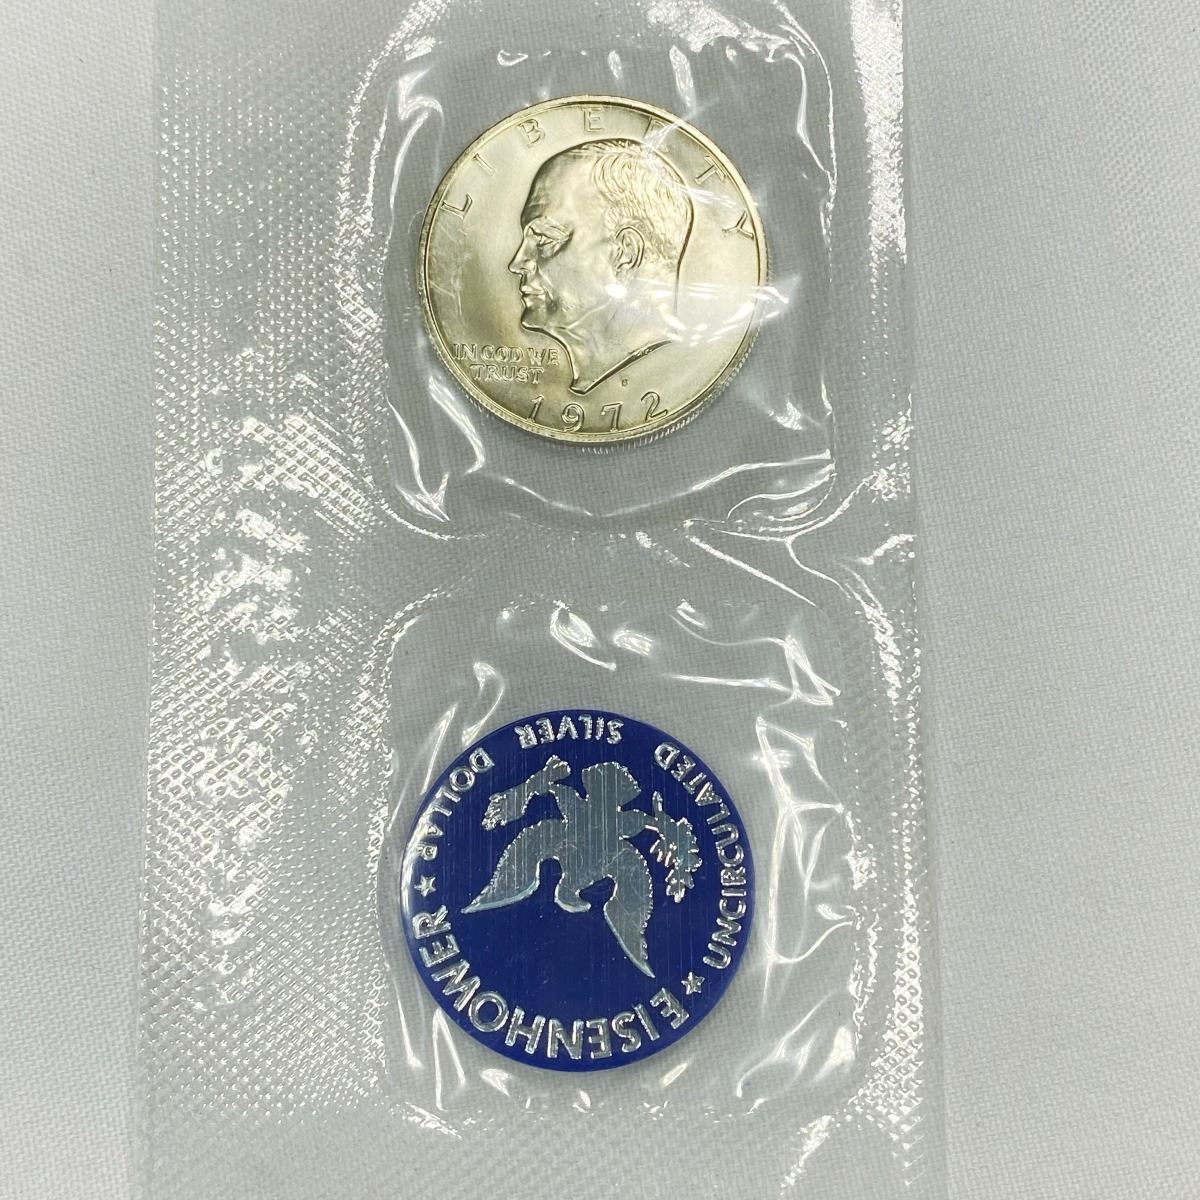 LIBERTY
IN GOD WE
TRUST
S
1972
EISENHOWER
★ UNCIRCULATED SILVER DOLLAR ★